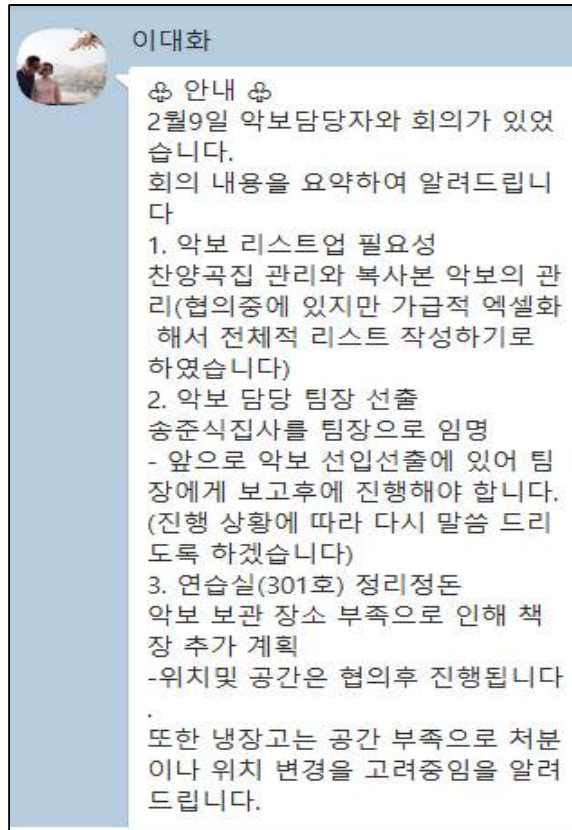 이대화
♧ 안내 ♧
2월9일 악보담당자와 회의가 있었
습니다.
회의 내용을 요약하여 알려드립니
다
1. 악보 리스트업 필요성
찬양곡집 관리와 복사본 악보의 관
리(협의중에 있지만 가급적 엑셀화
해서 전체적 리스트 작성하기로
하였습니다)
2. 악보 담당 팀장 선출
송준식집사를 팀장으로 임명
- 앞으로 악보 선입선출에 있어 팀
장에게 보고후에 진행해야 합니다.
(진행 상황에 따라 다시 말씀 드리
도록 하겠습니다)
3. 연습실(301호) 정리정돈
악보 보관 장소 부족으로 인해 책
장 추가 계획
-위치및 공간은 협의후 진행됩니다
.
또한 냉장고는 공간 부족으로 처분
이나 위치 변경을 고려중임을 알려
드립니다.